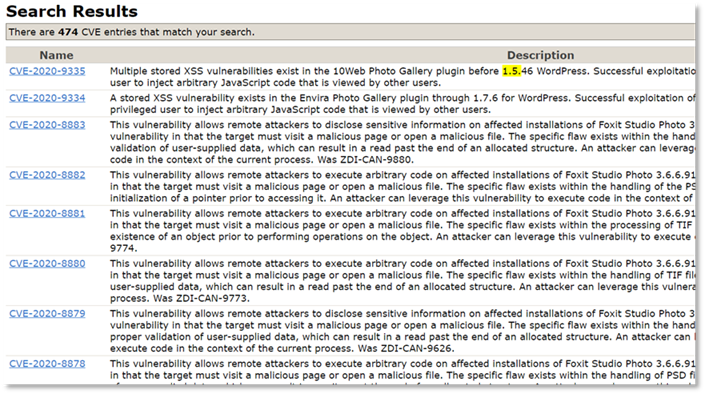 Search Results
There are 474 CVE entries that match your search.
Name Description
CVE-2020-9335 Multiple stored XSS vulnerabilities exist in the 10Web Photo Gallery plugin before 1.5.46 WordPress. Successful exploitatio
user to inject arbitrary JavaScript code that is viewed by other users.
CVE-2020-9334 A stored XSS vulnerability exists in the Envira Photo Gallery plugin through 1.7.6 for WordPress. Successful exploitation of
privileged user to inject arbitrary JavaScript code that is viewed by other users.
CVE-2020-8883 This vulnerability allows remote attackers to disclose sensitive information on affected installations of Foxit Studio Photo 3
vulnerability in that the target must visit a malicious page or open a malicious file. The specific flaw exists within the hand
validation of user-supplied data, which can result in a read past the end of an allocated structure. An attacker can leverag
code in the context of the current process. Was ZDI-CAN-9880.
CVE-2020-8882 This vulnerability allows remote attackers to execute arbitrary code on affected installations of Foxit Studio Photo 3.6.6.91
in that the target must visit a malicious page or open a malicious file. The specific flaw exists within the handling of the PS
initialization of a pointer prior to accessing it. An attacker can leverage this vulnerability to execute code in the context of
CVE-2020-8881 This vulnerability allows remote attackers to execute arbitrary code on affected installations of Foxit Studio Photo 3.6.6.91
in that the target must visit a malicious page or open a malicious file. The specific flaw exists within the processing of TIF
existence of an object prior to performing operations on the object. An attacker can leverage this vulnerability to execute
9774.
CVE-2020-8880 This vulnerability allows remote attackers to execute arbitrary code on affected installations of Foxit Studio Photo 3.6.6.91
in that the target must visit a malicious page or open a malicious file. The specific flaw exists within the handling of TIF file
user-supplied data, which can result in a read past the end of an allocated structure. An attacker can leverage this vulnera
process. Was ZDI-CAN-9773.
CVE-2020-8879 This vulnerability allows remote attackers to disclose sensitive information on affected installations of Foxit Studio Photo 3
vulnerability in that the target must visit a malicious page or open a malicious file. The specific flaw exists within the hand
proper validation of user-supplied data, which can result in a read past the end of an allocated structure. An attacker can
execute code in the context of the current process. Was ZDI-CAN-9626.
CVE-2020-8878 This vulnerability allows remote attackers to execute arbitrary code on affected installations of Foxit Studio Photo 3.6.6.91
in that the target must visit a malicious page or open a malicious file. The specific flaw exists within the handling of PSD fi